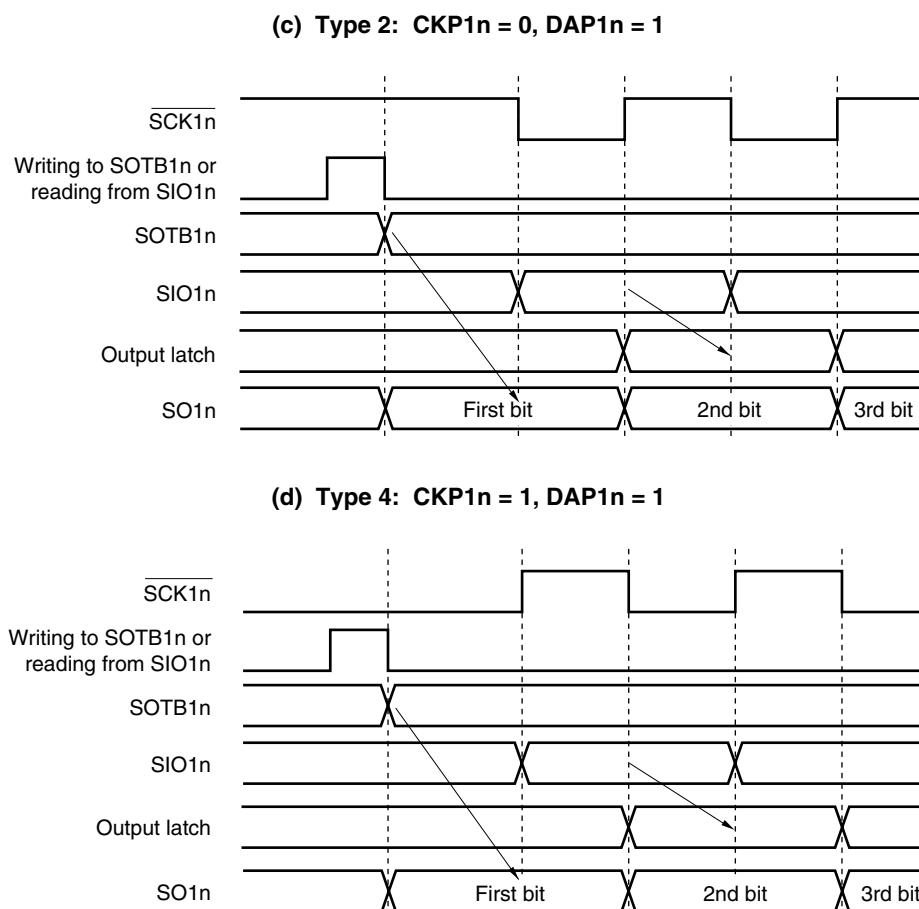 (c) Type 2: CKP1n = 0, DAP1n = 1
SCK1n
Writing to SOTB1n or
reading from SIO1n
SOTB1n
SIO1n
Output latch
SO1n
First bit
2nd bit
3rd bit
(d) Type 4: CKP1n = 1, DAP1n = 1
SCK1n
Writing to SOTB1n or
reading from SIO1n
SOTB1n
SIO1n
Output latch
SO1n
First bit
2nd bit
3rd bit